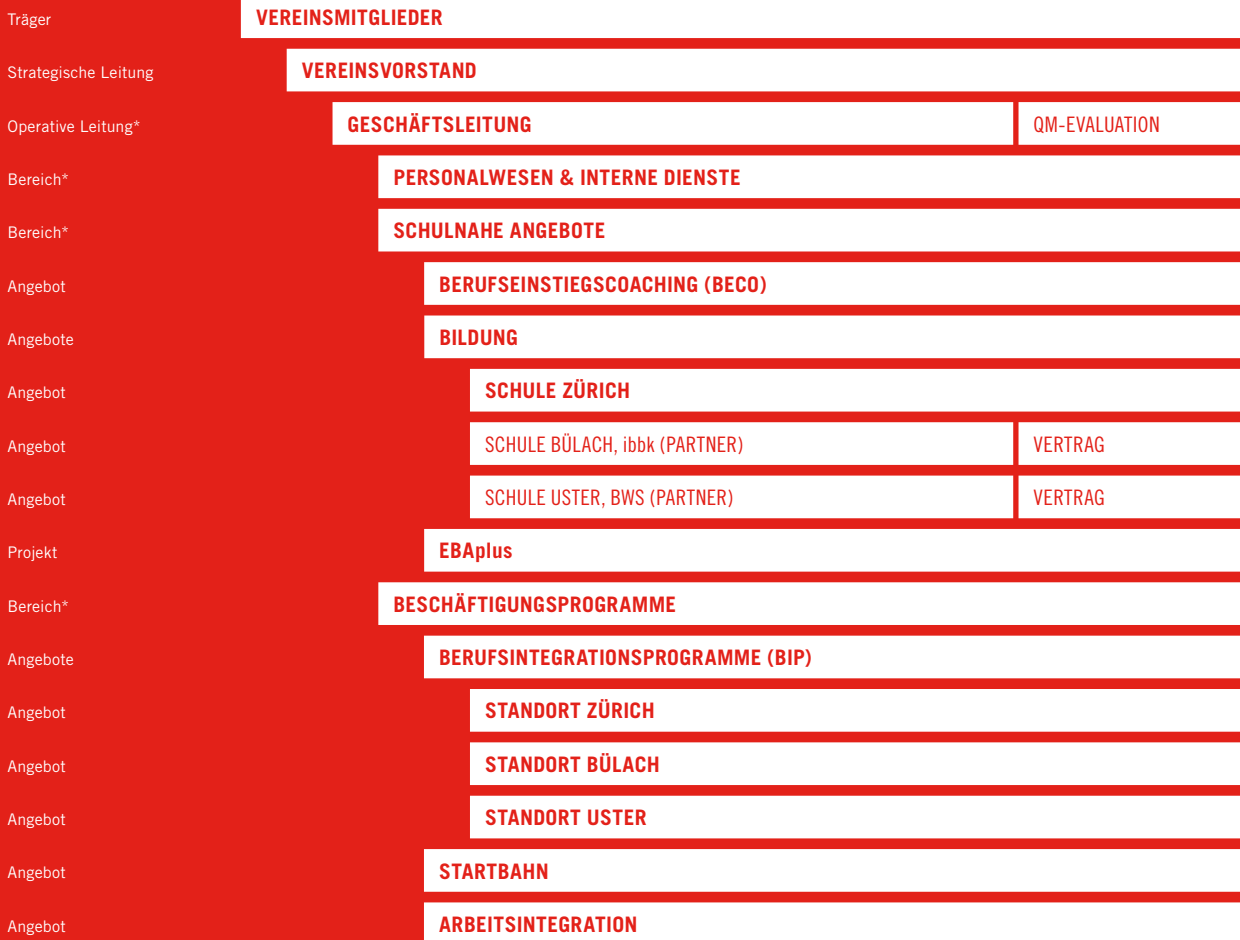 Träger VEREINSMITGLIEDER
Strategische Leitung VEREINSVORSTAND
Operative Leitung* GESCHÄFTSLEITUNG QM-EVALUATION
Bereich* PERSONALWESEN & INTERNE DIENSTE
Bereich* SCHULNAHE ANGEBOTE
Angebot BERUFSEINSTIEGSCOACHING (BECO)
Angebote BILDUNG
Angebot SCHULE ZÜRICH
Angebot SCHULE BÜLACH, ibbk (PARTNER) VERTRAG
Angebot SCHULE USTER, BWS (PARTNER) VERTRAG
Projekt EBAplus
Bereich* BESCHÄFTIGUNGSPROGRAMME
Angebote BERUFSINTEGRATIONSPROGRAMME (BIP)
Angebot STANDORT ZÜRICH
Angebot STANDORT BÜLACH
Angebot STANDORT USTER
Angebot STARTBAHN
Angebot ARBEITSINTEGRATION